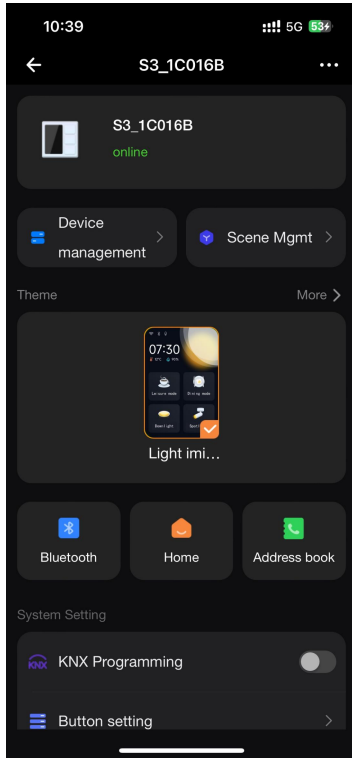 10:39
5G 53
S3_1C016B
S3_1C016B
online
Device
management
Scene Mgmt
Theme
More
07:30
Light imi...
Bluetooth
Home
Address book
System Setting
KNX
KNX Programming
Button setting